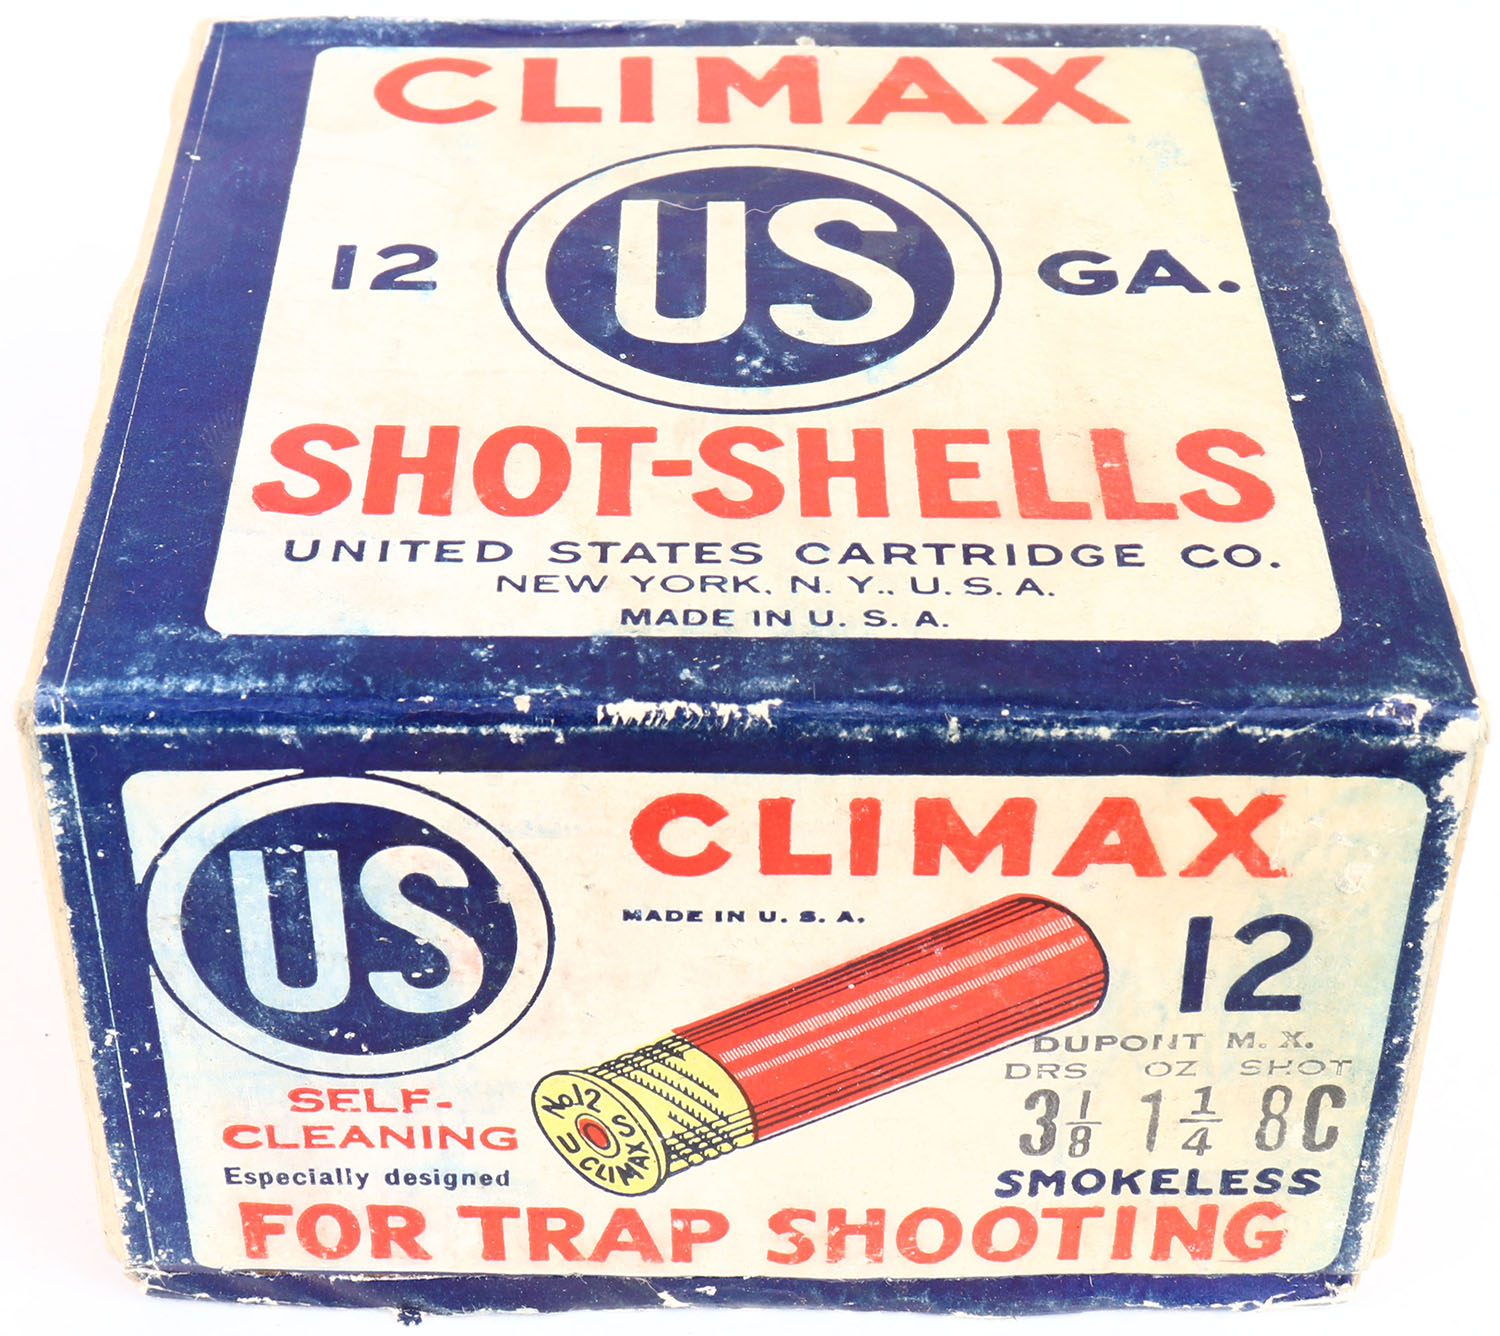 CLIMAX
12 US GA.
SHOT-SHELLS
UNITED STATES CARTRIDGE CO.
NEW YORK, N. Y., U. S. A.
MADE IN U. S. A.
US
CLIMAX
MADE IN U. S. A.
12
DUPONT M. X.
DRS OZ SHOT
3 1/8 1 1/4 8C
SMOKELESS
No 12 US
CLIMAX
SELF-
CLEANING
Especially designed
FOR TRAP SHOOTING